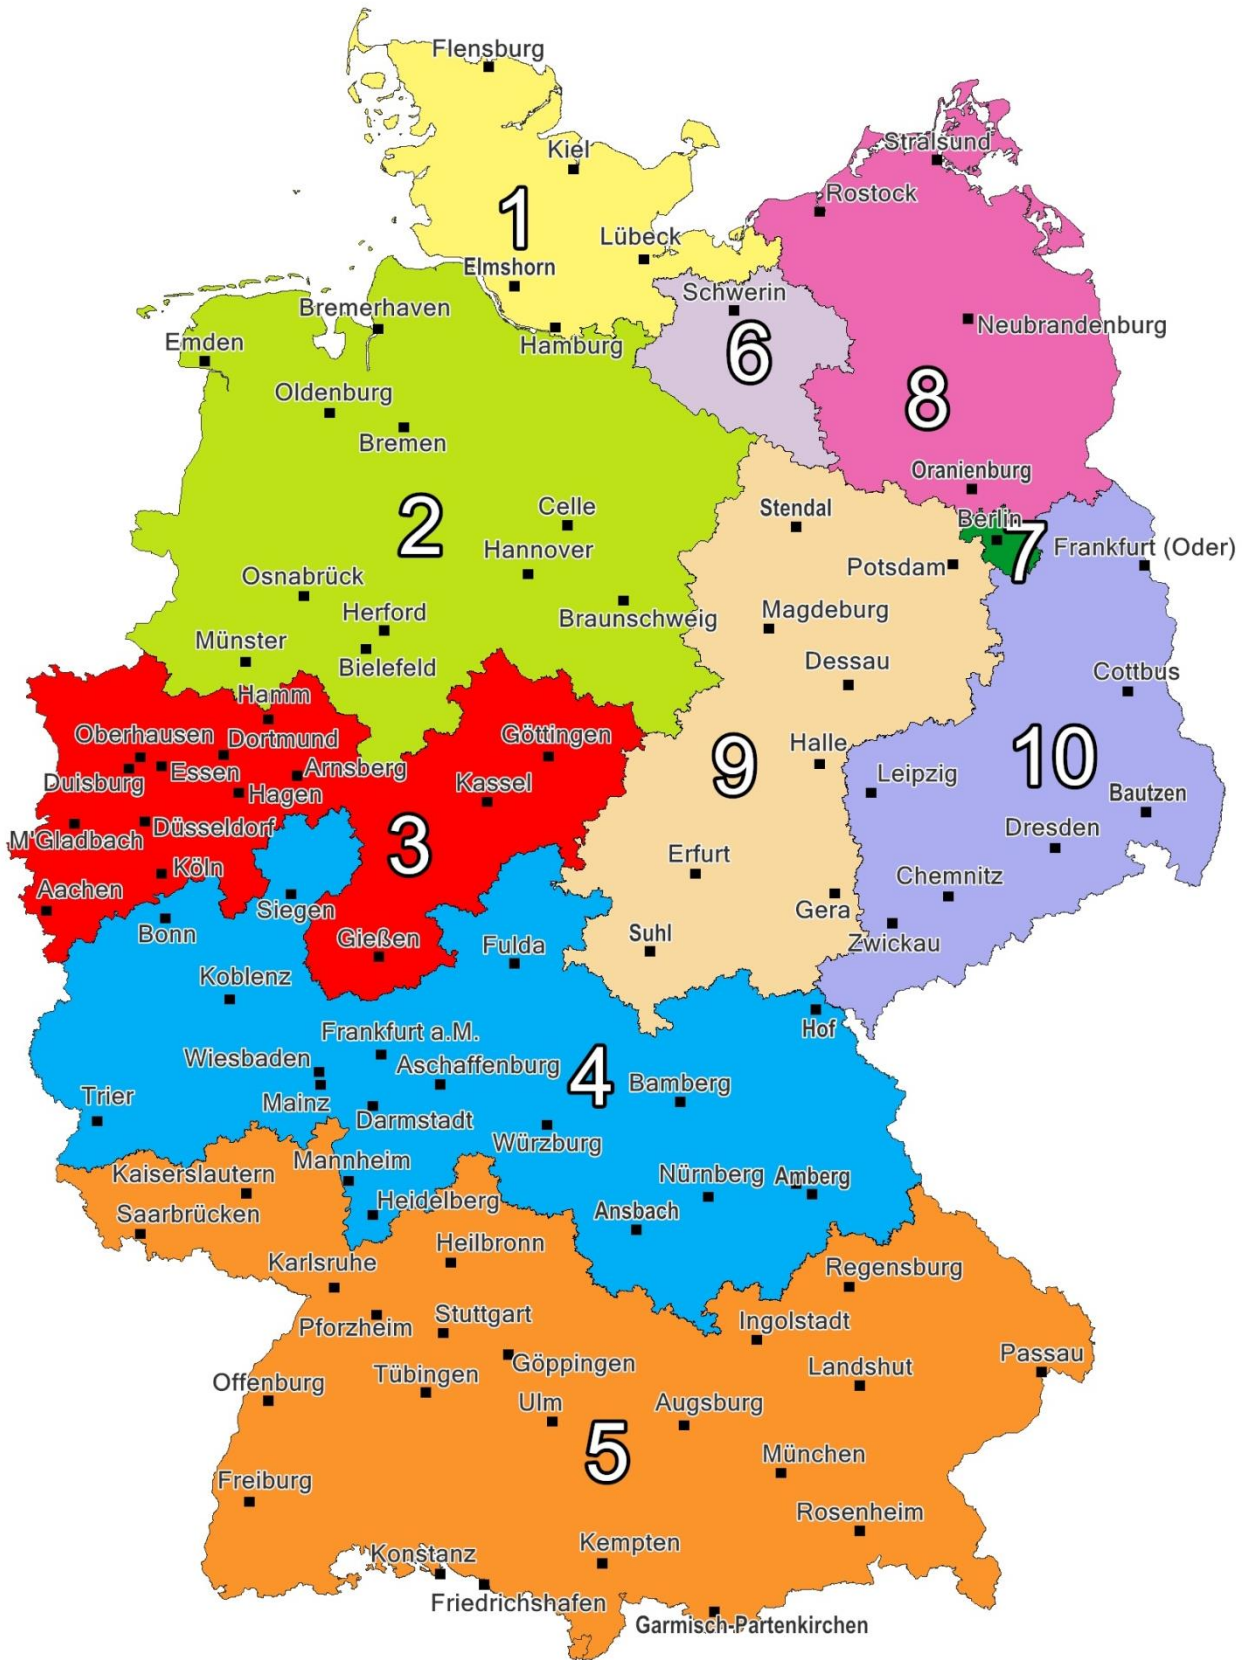 Flensburg
Stralsund
Kiel
Rostock
1
Lübeck
Elmshorn
Schwerin
Bremerhaven
Neubrandenburg
Emden
Hamburg
6
Oldenburg
8
Bremen
Oranienburg
Stendal
Berlin
Celle
2
7
Frankfurt (Oder)
Hannover
Potsdam
Osnabrück
Herford
Braunschweig
Magdeburg
Münster
Bielefeld
Dessau
Cottbus
Hamm
Oberhausen
Dortmund
Göttingen
Halle
9
10
Duisburg
Essen
Arnsberg
Leipzig
Hagen
Kassel
Bautzen
M'Gladbach
Düsseldorf
Dresden
3
Köln
Erfurt
Aachen
Chemnitz
Siegen
Gera
Bonn
Zwickau
Gießen
Fulda
Suhl
Koblenz
Hof
Frankfurt a.M.
Wiesbaden
Aschaffenburg
4
Bamberg
Trier
Mainz
Darmstadt
Würzburg
Mannheim
Kaiserslautern
Nürnberg
Amberg
Saarbrücken
Heidelberg
Ansbach
Heilbronn
Karlsruhe
Regensburg
Pforzheim
Stuttgart
Ingolstadt
Passau
Göppingen
Offenburg
Tübingen
Landshut
Ulm
Augsburg
5
München
Freiburg
Rosenheim
Kempten
Konstanz
Friedrichshafen
Garmisch-Partenkirchen